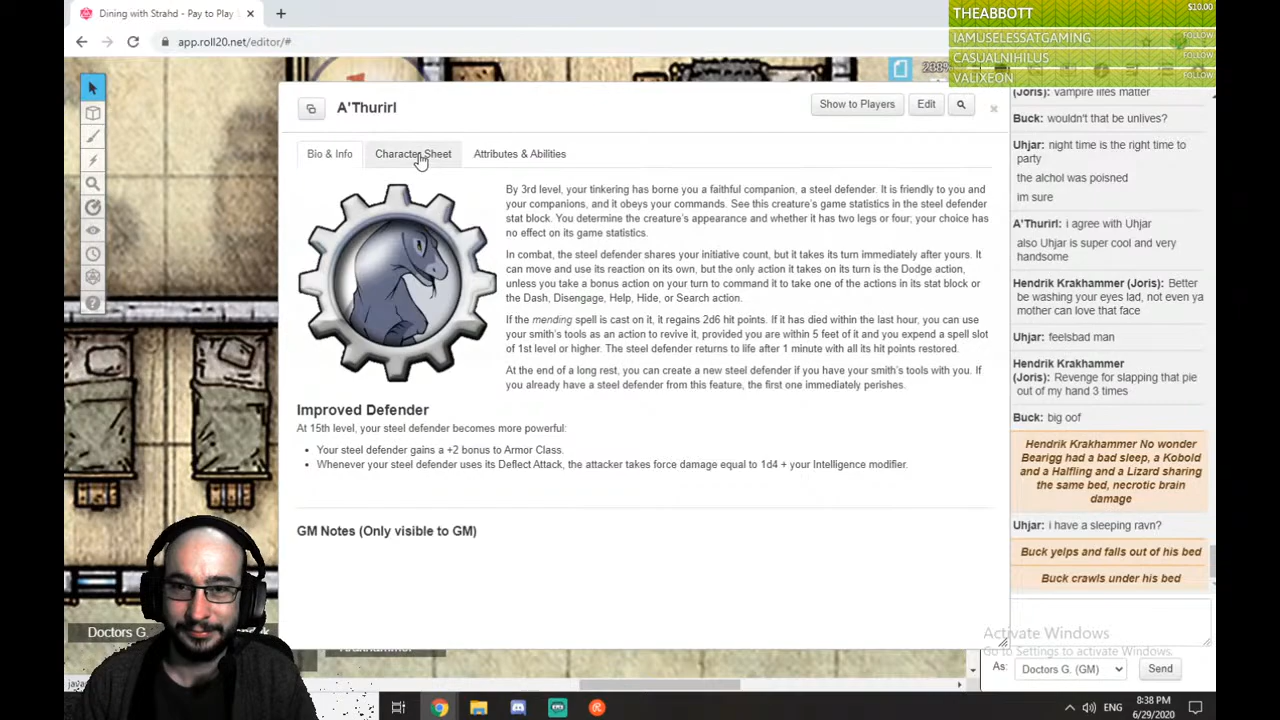 Dining with Strahd - Pay to Play
THEABBOTT
$10.00
IAMUSELESSATGAMING
FOLLOW
CASUALNIHILUS
FOLLOW
VALIXEON
FOLLOW
app.roll20.net/editor/#
A'Thurirl
Show to Players
Edit
Bio & Info
Character Sheet
Attributes & Abilities
By 3rd level, your tinkering has borne you a faithful companion, a steel defender. It is friendly to you and
your companions, and it obeys your commands. See this creature's game statistics in the steel defender
stat block. You determine the creature's appearance and whether it has two legs or four; your choice has
no effect on its game statistics.
In combat, the steel defender shares your initiative count, but it takes its turn immediately after yours. It
can move and use its reaction on its own, but the only action it takes on its turn is the Dodge action,
unless you take a bonus action on your turn to command it to take one of the actions in its stat block or
the Dash, Disengage, Help, Hide, or Search action.
If the mending spell is cast on it, it regains 2d6 hit points. If it has died within the last hour, you can use
your smith's tools as an action to revive it, provided you are within 5 feet of it and you expend a spell slot
of 1st level or higher. The steel defender returns to life after 1 minute with all its hit points restored.
At the end of a long rest, you can create a new steel defender if you have your smith's tools with you. If
you already have a steel defender from this feature, the first one immediately perishes.
Improved Defender
At 15th level, your steel defender becomes more powerful:
• Your steel defender gains a +2 bonus to Armor Class.
• Whenever your steel defender uses its Deflect Attack, the attacker takes force damage equal to 1d4 + your Intelligence modifier.
GM Notes (Only visible to GM)
(Joris): vampire lifes matter
Buck: wouldn't that be unlives?
Uhjar: night time is the right time to
party
the alchol was poisned
im sure
A'Thurirl: i agree with Uhjar
also Uhjar is super cool and very
handsome
Hendrik Krakhammer (Joris): Better
be washing your eyes lad, not even ya
mother can love that face
Uhjar: feelsbad man
Hendrik Krakhammer
(Joris): Revenge for slapping that pie
out of my hand 3 times
Buck: big oof
Hendrik Krakhammer No wonder
Bearigg had a bad sleep, a Kobold
and a Halfling and a Lizard sharing
the same bed, necrotic brain
damage
Uhjar: i have a sleeping ravn?
Buck yelps and falls out of his bed
Buck crawls under his bed
Activate Windows
Go to Settings to activate Windows.
As:
Doctors G. (GM)
Send
Doctors G.
ENG
8:38 PM
6/29/2020